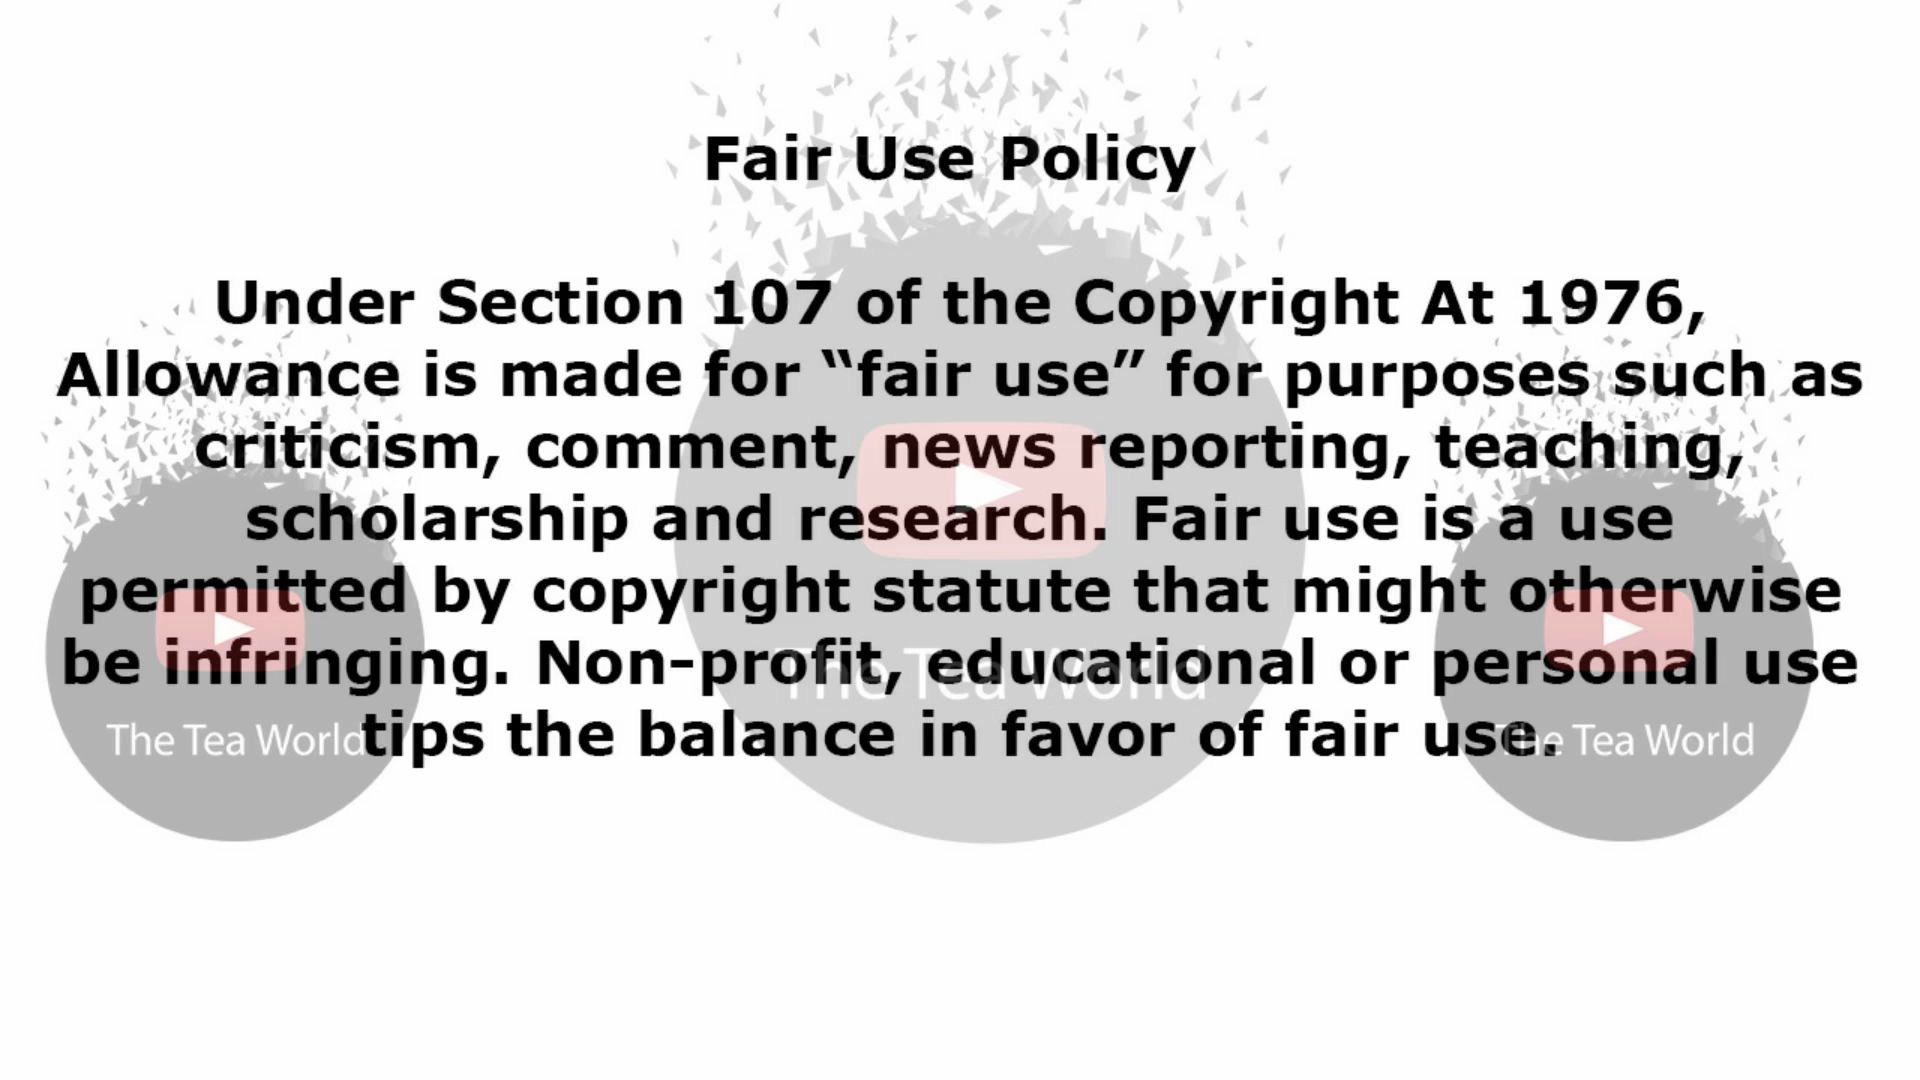 Fair Use Policy
Under Section 107 of the Copyright At 1976,
Allowance is made for “fair use” for purposes such as
criticism, comment, news reporting, teaching,
scholarship and research. Fair use is a use
permitted by copyright statute that might otherwise
be infringing. Non-profit, educational or personal use
tips the balance in favor of fair use.
The Tea World
The Tea World
The Tea World